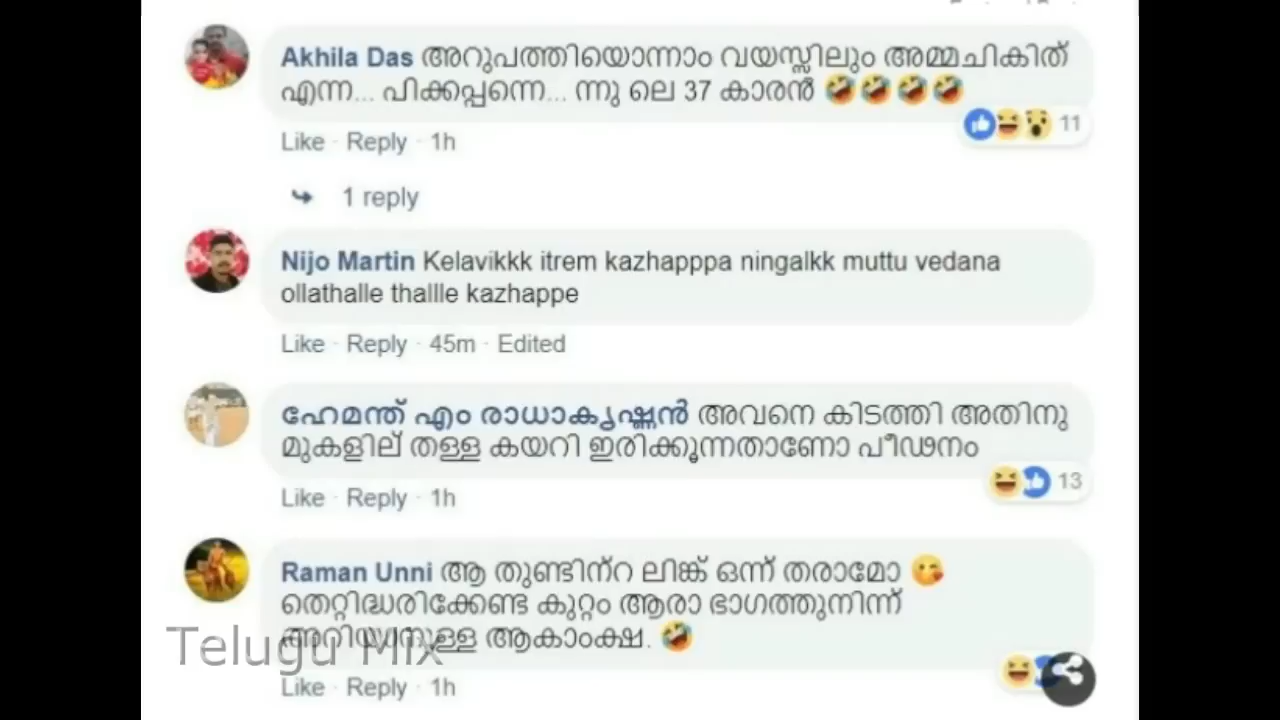 Akhila Das അറുപത്തിയൊന്നാം വയസ്സിലും അമ്മചികിത്
എന്ന... പിക്കപ്പന്നെ... ന്നു ലെ 37 കാരൻ 🤣🤣🤣🤣
11
Like · Reply · 1h
1 reply
Nijo Martin Kelavikkk itrem kazhapppa ningalkk muttu vedana
ollathalle thallle kazhappe
Like · Reply · 45m · Edited
ഹേമന്ത് എം രാധാകൃഷ്ണൻ അവനെ കിടത്തി അതിനു
മുകളില് തള്ള കയറി ഇരിക്കൂന്നതാണോ പീഢനം
13
Like · Reply · 1h
Raman Unni ആ തുണ്ടിന്റ ലിങ്ക് ഒന്ന് തരാമോ 😘
തെറ്റിദ്ധരിക്കേണ്ട കുറ്റം ആരാ ഭാഗത്തുനിന്ന്
അറിയാനുള്ള ആകാംക്ഷ. 🤣
Telugu Mix
Like · Reply · 1h